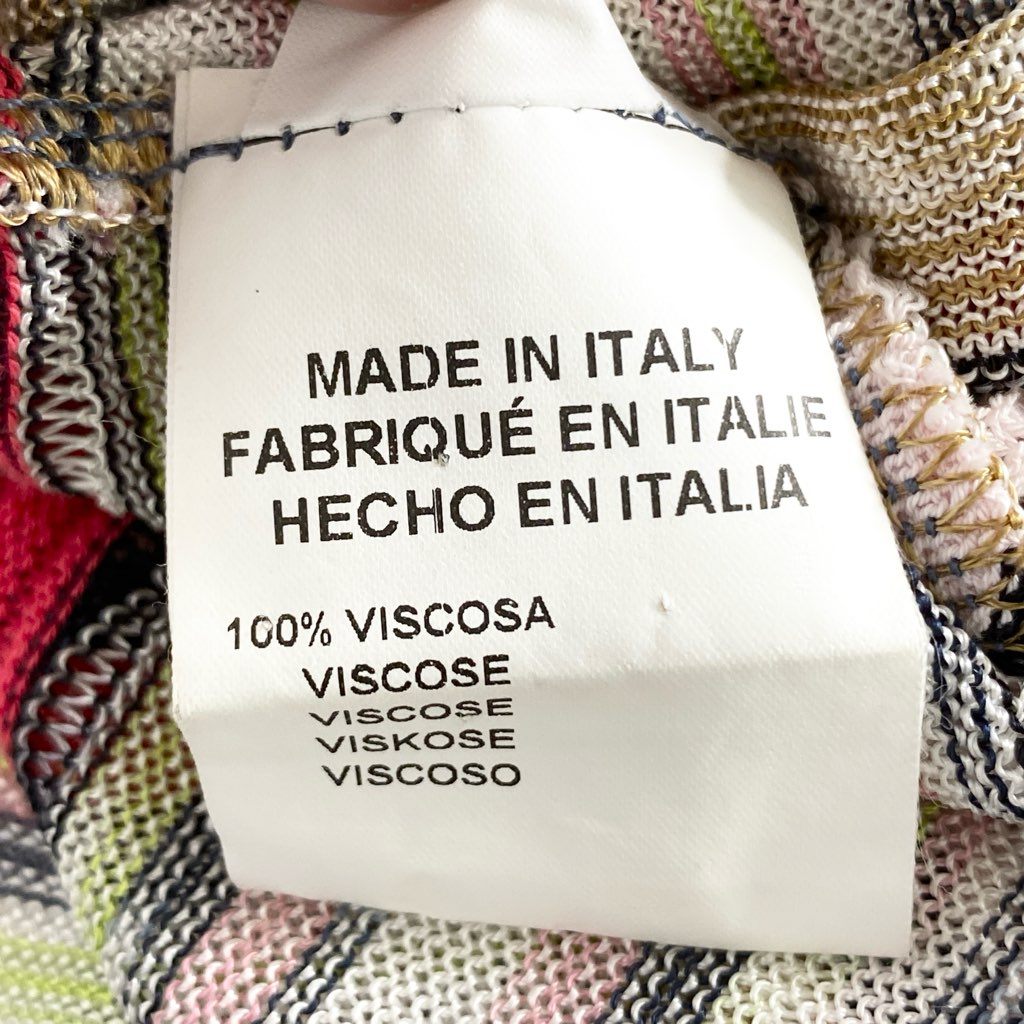 MADE IN ITALY
FABRIQUÉ EN ITALIE
HECHO EN ITALIA
100% VISCOSA
VISCOSE
VISCOSE
VISKOSE
VISCOSO